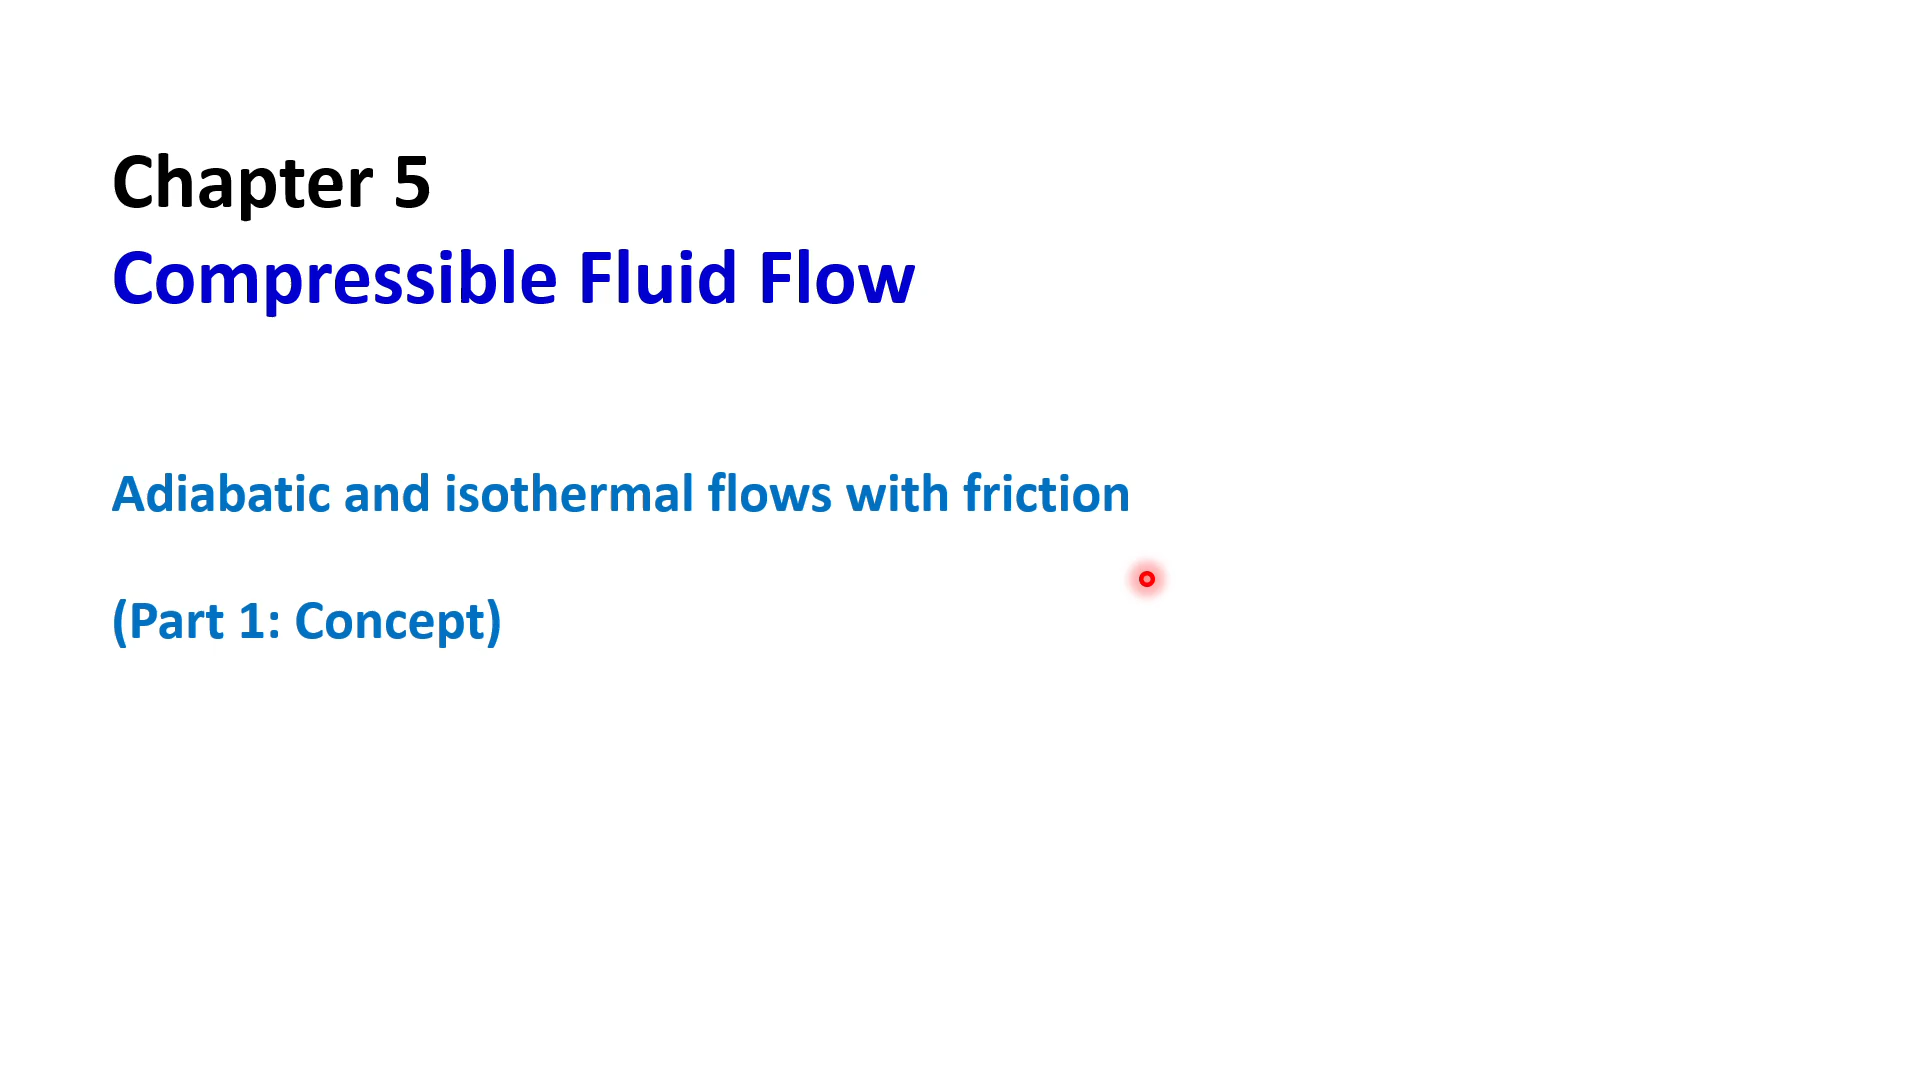 Chapter 5
Compressible Fluid Flow
Adiabatic and isothermal flows with friction
(Part 1: Concept)